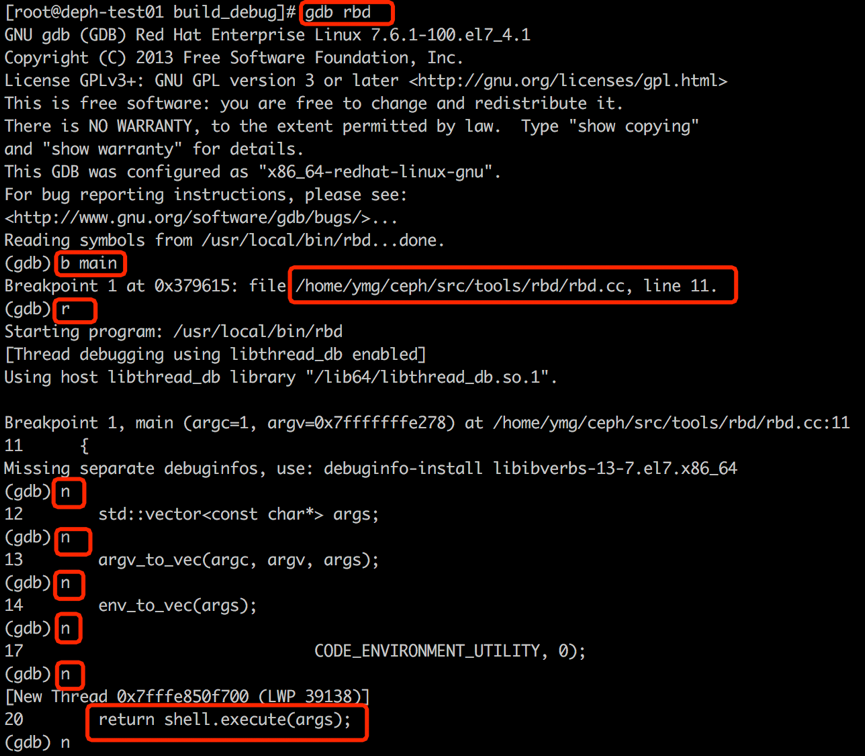 [root@deph-test01 build_debug]# gdb rbd
GNU gdb (GDB) Red Hat Enterprise Linux 7.6.1-100.el7_4.1
Copyright (C) 2013 Free Software Foundation, Inc.
License GPLv3+: GNU GPL version 3 or later <http://gnu.org/licenses/gpl.html>
This is free software: you are free to change and redistribute it.
There is NO WARRANTY, to the extent permitted by law.  Type "show copying"
and "show warranty" for details.
This GDB was configured as "x86_64-redhat-linux-gnu".
For bug reporting instructions, please see:
<http://www.gnu.org/software/gdb/bugs/>...
Reading symbols from /usr/local/bin/rbd...done.
(gdb) b main
Breakpoint 1 at 0x379615: file /home/ymg/ceph/src/tools/rbd/rbd.cc, line 11.
(gdb) r
Starting program: /usr/local/bin/rbd
[Thread debugging using libthread_db enabled]
Using host libthread_db library "/lib64/libthread_db.so.1".

Breakpoint 1, main (argc=1, argv=0x7fffffffe278) at /home/ymg/ceph/src/tools/rbd/rbd.cc:11
11      {
Missing separate debuginfos, use: debuginfo-install libibverbs-13-7.el7.x86_64
(gdb) n
12        std::vector<const char*> args;
(gdb) n
13        argv_to_vec(argc, argv, args);
(gdb) n
14        env_to_vec(args);
(gdb) n
17                             CODE_ENVIRONMENT_UTILITY, 0);
(gdb) n
[New Thread 0x7fffe850f700 (LWP 39138)]
20        return shell.execute(args);
(gdb) n